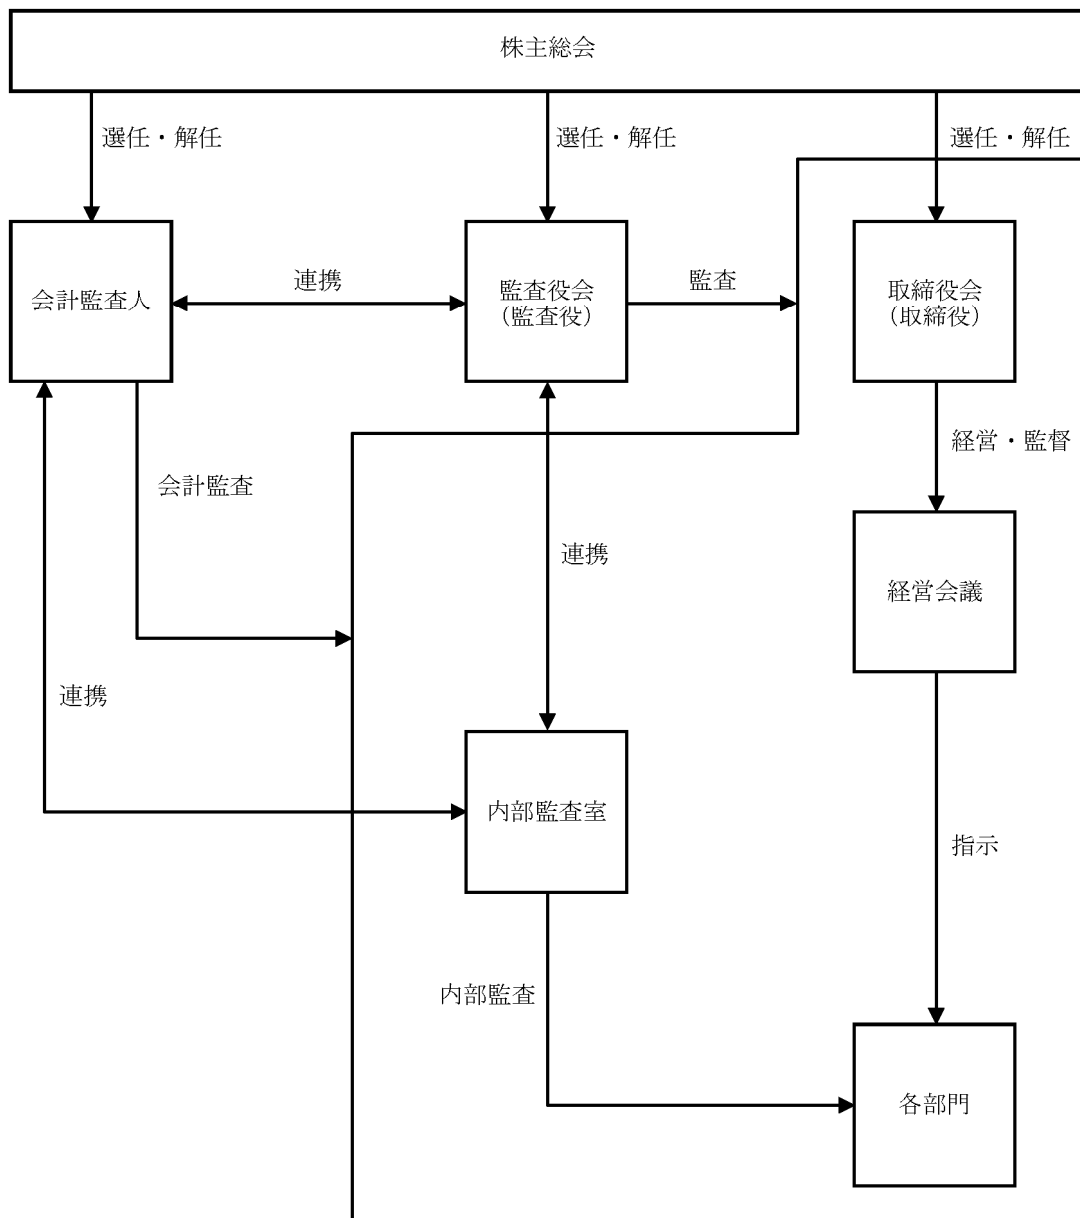 株主総会
選任・解任
選任・解任
選任・解任
会計監査人
連携
監査役会
（監査役）
監査
取締役会
（取締役）
経営・監督
会計監査
連携
経営会議
連携
内部監査室
指示
内部監査
各部門